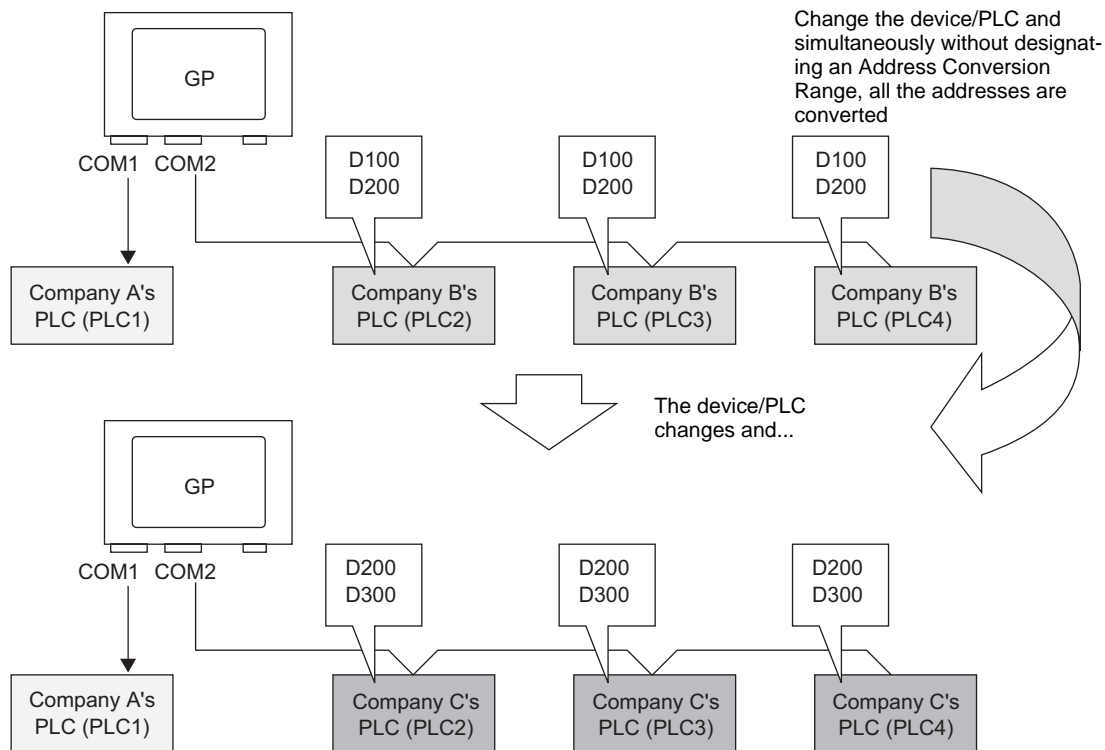 Change the device/PLC and
simultaneously without designat-
ing an Address Conversion
Range, all the addresses are
converted
GP
COM1 COM2
D100
D200
D100
D200
D100
D200
Company A's
PLC (PLC1)
Company B's
PLC (PLC2)
Company B's
PLC (PLC3)
Company B's
PLC (PLC4)
The device/PLC
changes and...
GP
COM1 COM2
D200
D300
D200
D300
D200
D300
Company A's
PLC (PLC1)
Company C's
PLC (PLC2)
Company C's
PLC (PLC3)
Company C's
PLC (PLC4)